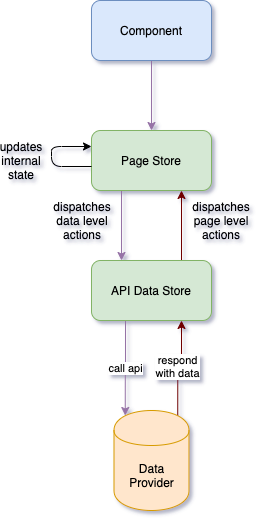 Component
updates
internal
state
Page Store
dispatches
data level
actions
dispatches
page level
actions
API Data Store
call api
respond
with data
Data
Provider